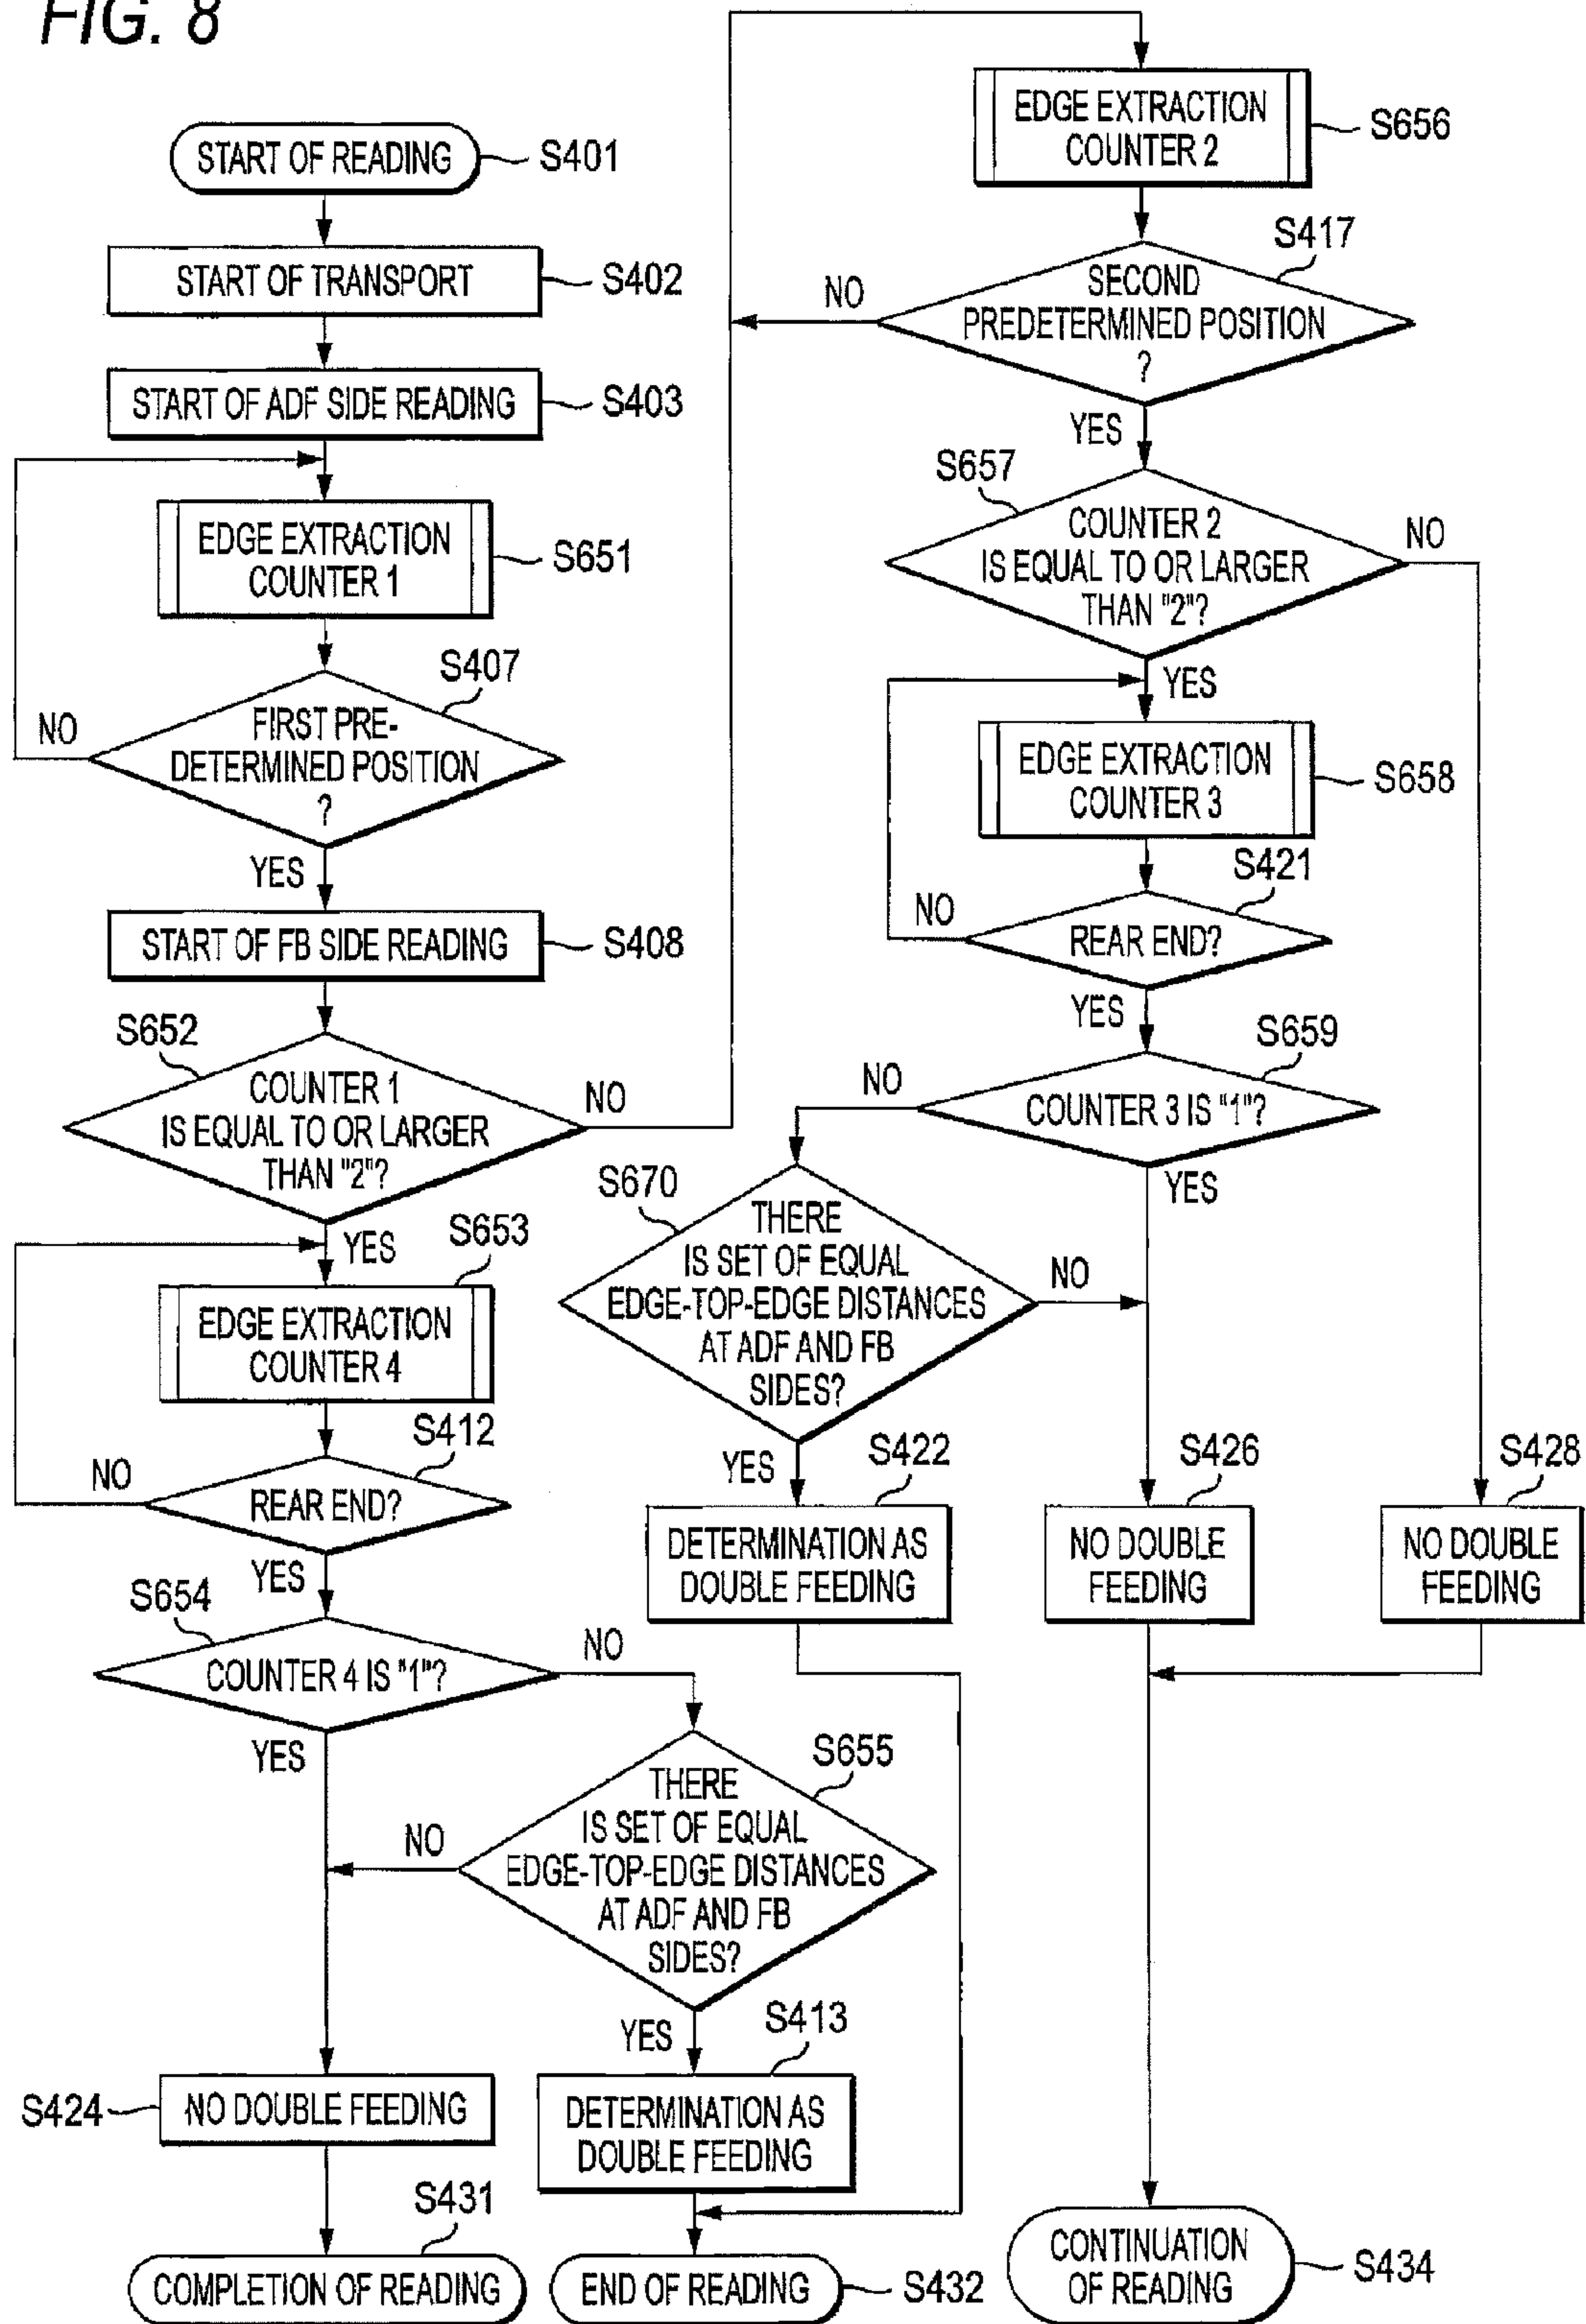 FIG. 8
START OF READING
S401
START OF TRANSPORT
S402
START OF ADF SIDE READING
S403
EDGE EXTRACTION
COUNTER 1
S651
S407
FIRST PRE-
DETERMINED POSITION
?
NO
YES
START OF FB SIDE READING
S408
S652
COUNTER 1
IS EQUAL TO OR LARGER
THAN "2"?
NO
YES
S653
EDGE EXTRACTION
COUNTER 4
S412
NO
REAR END?
YES
S654
COUNTER 4 IS "1"?
NO
YES
S655
THERE
IS SET OF EQUAL
EDGE-TOP-EDGE DISTANCES
AT ADF AND FB
SIDES?
NO
YES
S413
S424
NO DOUBLE FEEDING
DETERMINATION AS
DOUBLE FEEDING
S431
COMPLETION OF READING
END OF READING
S432
EDGE EXTRACTION
COUNTER 2
S656
S417
SECOND
PREDETERMINED POSITION
?
NO
YES
S657
COUNTER 2
IS EQUAL TO OR LARGER
THAN "2"?
NO
YES
EDGE EXTRACTION
COUNTER 3
S658
S421
NO
REAR END?
YES
S659
NO
COUNTER 3 IS "1"?
YES
S670
THERE
IS SET OF EQUAL
EDGE-TOP-EDGE DISTANCES
AT ADF AND FB
SIDES?
NO
YES
S422
DETERMINATION AS
DOUBLE FEEDING
S426
NO DOUBLE
FEEDING
S428
NO DOUBLE
FEEDING
CONTINUATION
OF READING
S434